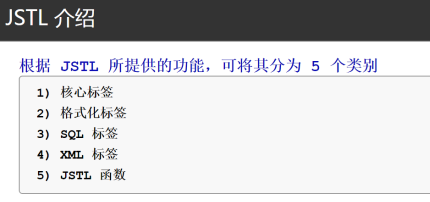 JSTL 介绍
根据 JSTL 所提供的功能，可将其分为 5 个类别
1) 核心标签
2) 格式化标签
3) SQL 标签
4) XML 标签
5) JSTL 函数